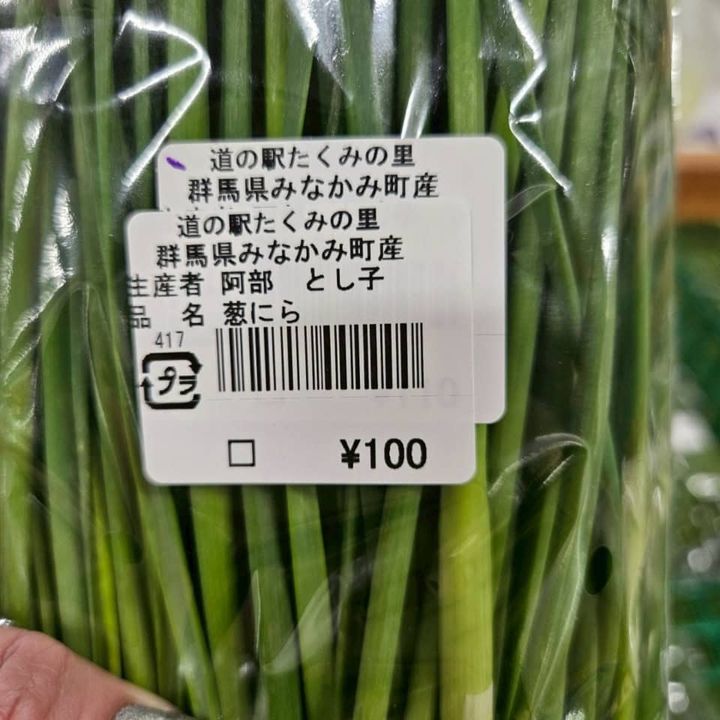 道の駅たくみの里
群馬県みなかみ町産
道の駅たくみの里
群馬県みなかみ町産
生産者 阿部 とし子
品 名 葱にら
417
プラ
¥100